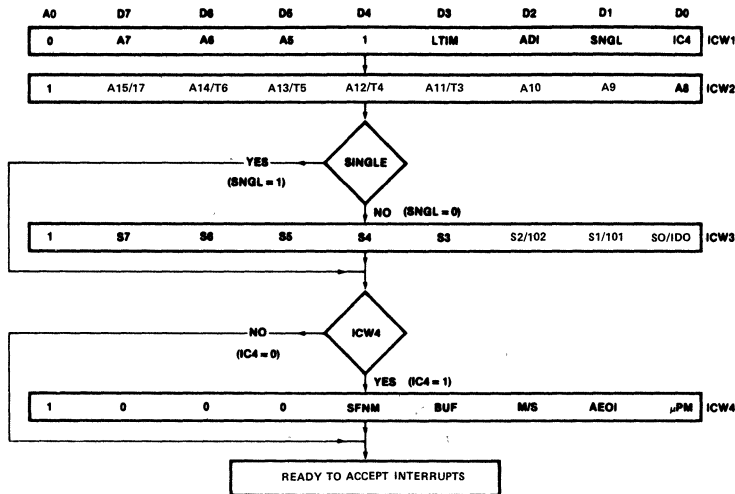 A0 D7 D6 D5 D4 D3 D2 D1 D0
0 A7 A6 A5 1 LTIM ADI SNGL IC4 ICW1
1 A15/17 A14/T6 A13/T5 A12/T4 A11/T3 A10 A9 A8 ICW2
SINGLE
YES
(SNGL = 1)
NO (SNGL = 0)
1 S7 S6 S5 S4 S3 S2/102 S1/101 SO/IDO ICW3
ICW4
NO
(IC4 = 0)
YES (IC4 = 1)
1 0 0 0 SFNM BUF M/S AEOI µPM ICW4
READY TO ACCEPT INTERRUPTS